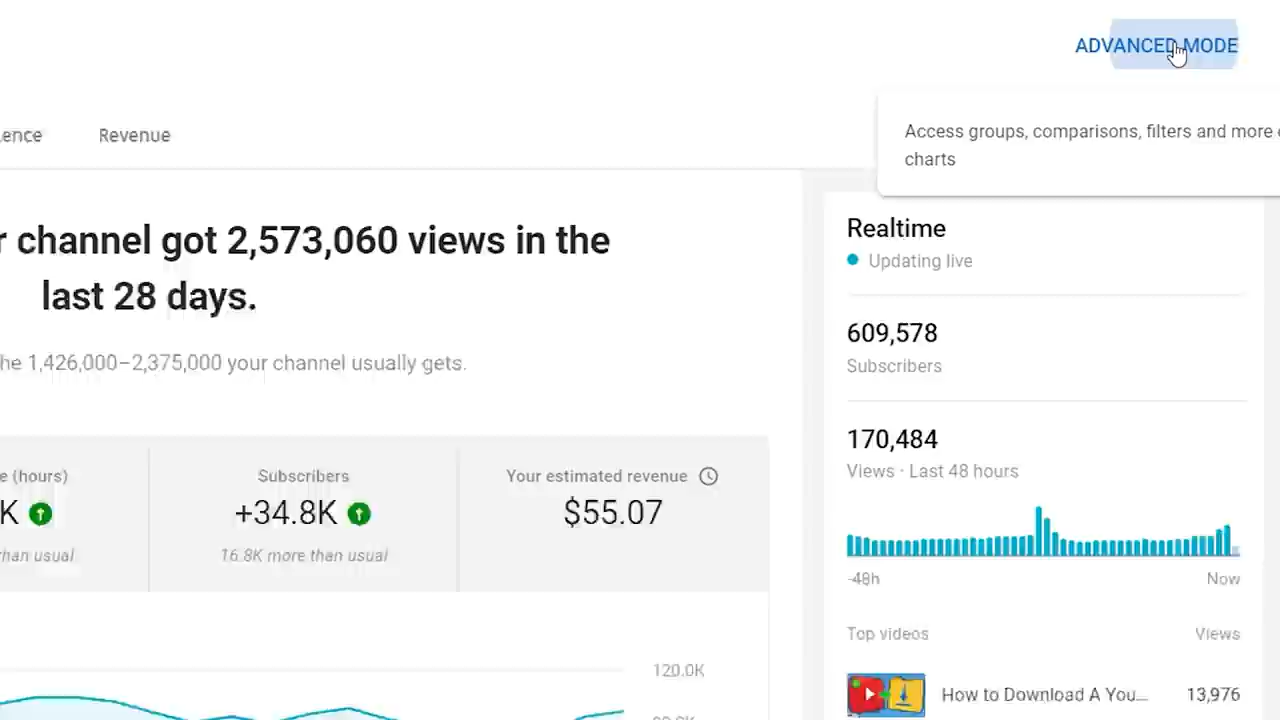 ADVANCED MODE
Access groups, comparisons, filters and more
charts
Revenue
channel got 2,573,060 views in the
last 28 days.
1,426,000–2,375,000 your channel usually gets.
(hours)
K
than usual
Subscribers
+34.8K
16.8K more than usual
Your estimated revenue
$55.07
120.0K
Realtime
Updating live
609,578
Subscribers
170,484
Views · Last 48 hours
-48h
Now
Top videos
Views
How to Download A You...
13,976